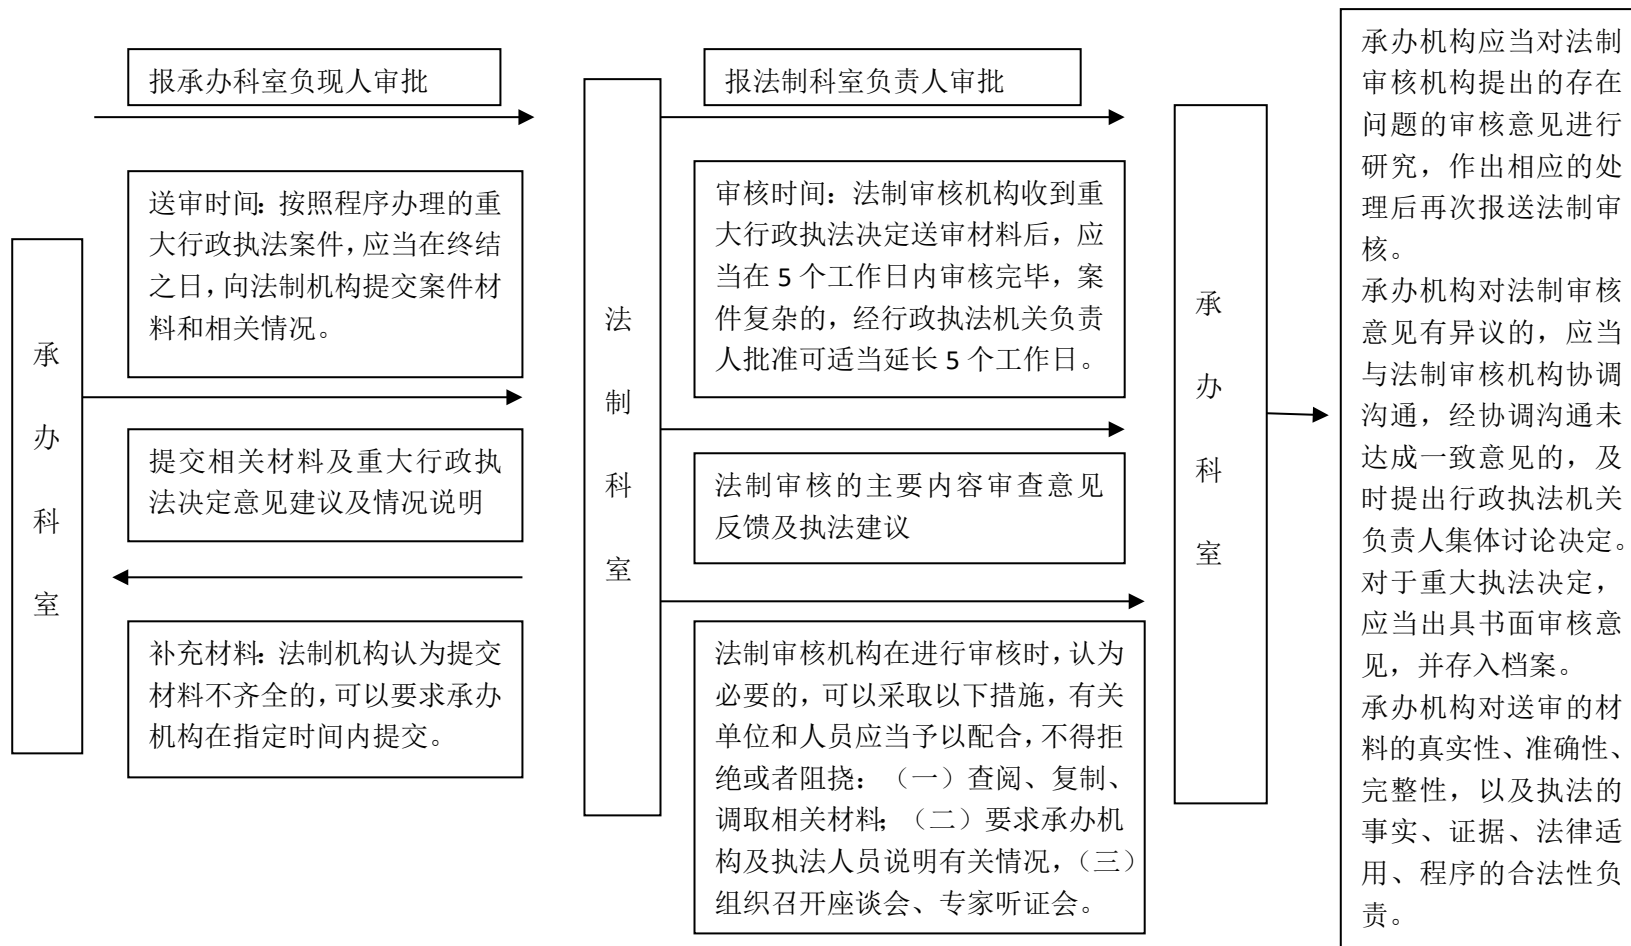 承
办
科
室
报承办科室负现人审批
送审时间：按照程序办理的重
大行政执法案件，应当在终结
之日，向法制机构提交案件材
料和相关情况。
提交相关材料及重大行政执
法决定意见建议及情况说明
补充材料：法制机构认为提交
材料不齐全的，可以要求承办
机构在指定时间内提交。
法
制
科
室
报法制科室负责人审批
审核时间：法制审核机构收到重
大行政执法决定送审材料后，应
当在 5 个工作日内审核完毕，案
件复杂的，经行政执法机关负责
人批准可适当延长 5 个工作日。
法制审核的主要内容审查意见
反馈及执法建议
法制审核机构在进行审核时，认为
必要的，可以采取以下措施，有关
单位和人员应当予以配合，不得拒
绝或者阻挠：（一）查阅、复制、
调取相关材料；（二）要求承办机
构及执法人员说明有关情况，（三）
组织召开座谈会、专家听证会。
承
办
科
室
承办机构应当对法制
审核机构提出的存在
问题的审核意见进行
研究，作出相应的处
理后再次报送法制审
核。
承办机构对法制审核
意见有异议的，应当
与法制审核机构协调
沟通，经协调沟通未
达成一致意见的，及
时提出行政执法机关
负责人集体讨论决定。
对于重大执法决定，
应当出具书面审核意
见，并存入档案。
承办机构对送审的材
料的真实性、准确性、
完整性，以及执法的
事实、证据、法律适
用、程序的合法性负
责。